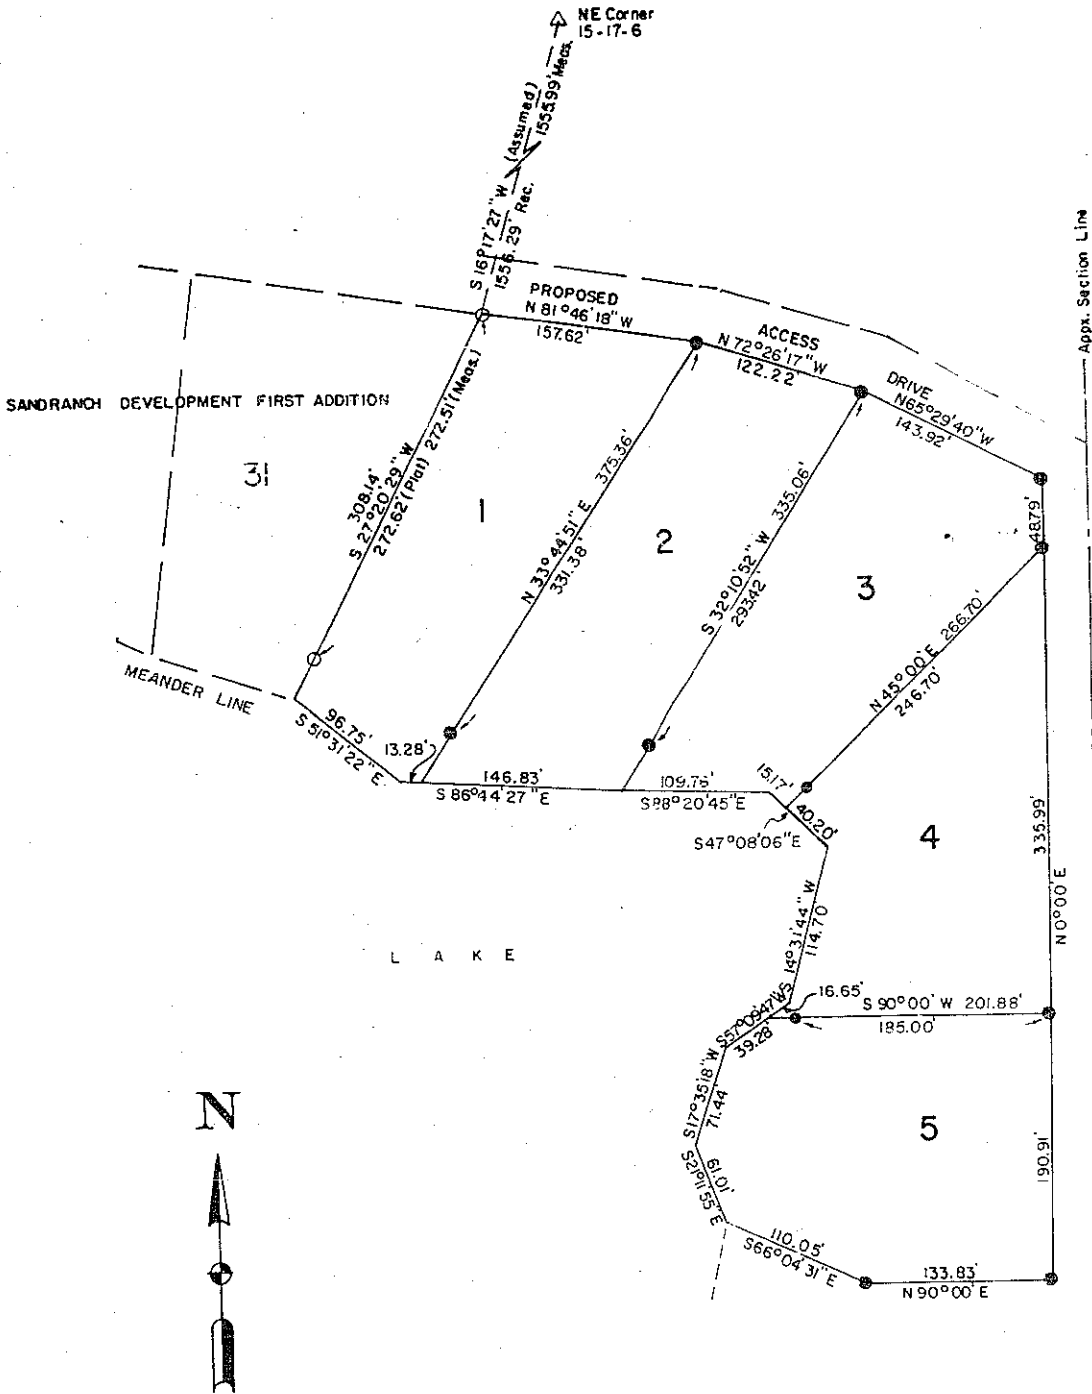 NE Corner
15-17-6
S 16°17'27" W (Assumed)
1556.29' Rec. 1555.99' Meas.
Appx. Section Line
PROPOSED
N 81°46'18" W
157.62'
ACCESS
N 72°26'17" W
122.22'
DRIVE
N65°29'40"W
143.92'
SANDRANCH DEVELOPMENT FIRST ADDITION
31
308.14'
S 27°20'29" W
272.62'(Plat) 272.51'(Meas.)
1
N 33°44'51" E 375.36'
331.38'
2
S 32°10'52" W 335.06'
293.42'
3
48.79'
N 45°00'E 266.70'
246.70'
MEANDER LINE
96.75'
S 51°31'22"E
13.28'
146.83'
S 86°44'27"E
109.76'
S88°20'45"E
15.17'
40.20'
S47°08'06"E
4
335.99'
N 0°00'E
S 14°31'44" W
114.70
LAKE
16.65'
S 90°00' W 201.88'
185.00'
S57°09'47"W
39.28'
S17°35'18"W
71.44'
5
190.91'
61.01'
S21°11'55"E
N
110.05'
S66°04'31"E
133.83'
N 90°00'E